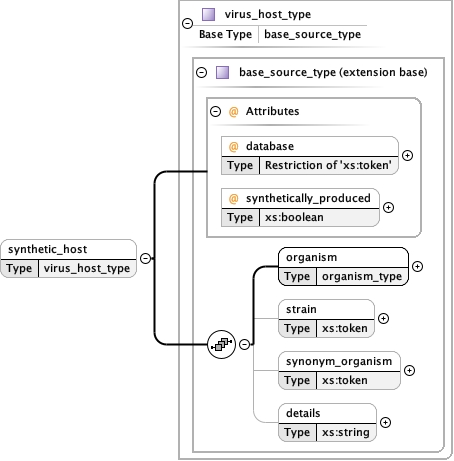 virus_host_type
Base Type base_source_type
base_source_type (extension base)
@ Attributes
@ database
Type Restriction of 'xs:token'
@ synthetically_produced
Type xs:boolean
synthetic_host
Type virus_host_type
organism
Type organism_type
strain
Type xs:token
synonym_organism
Type xs:token
details
Type xs:string